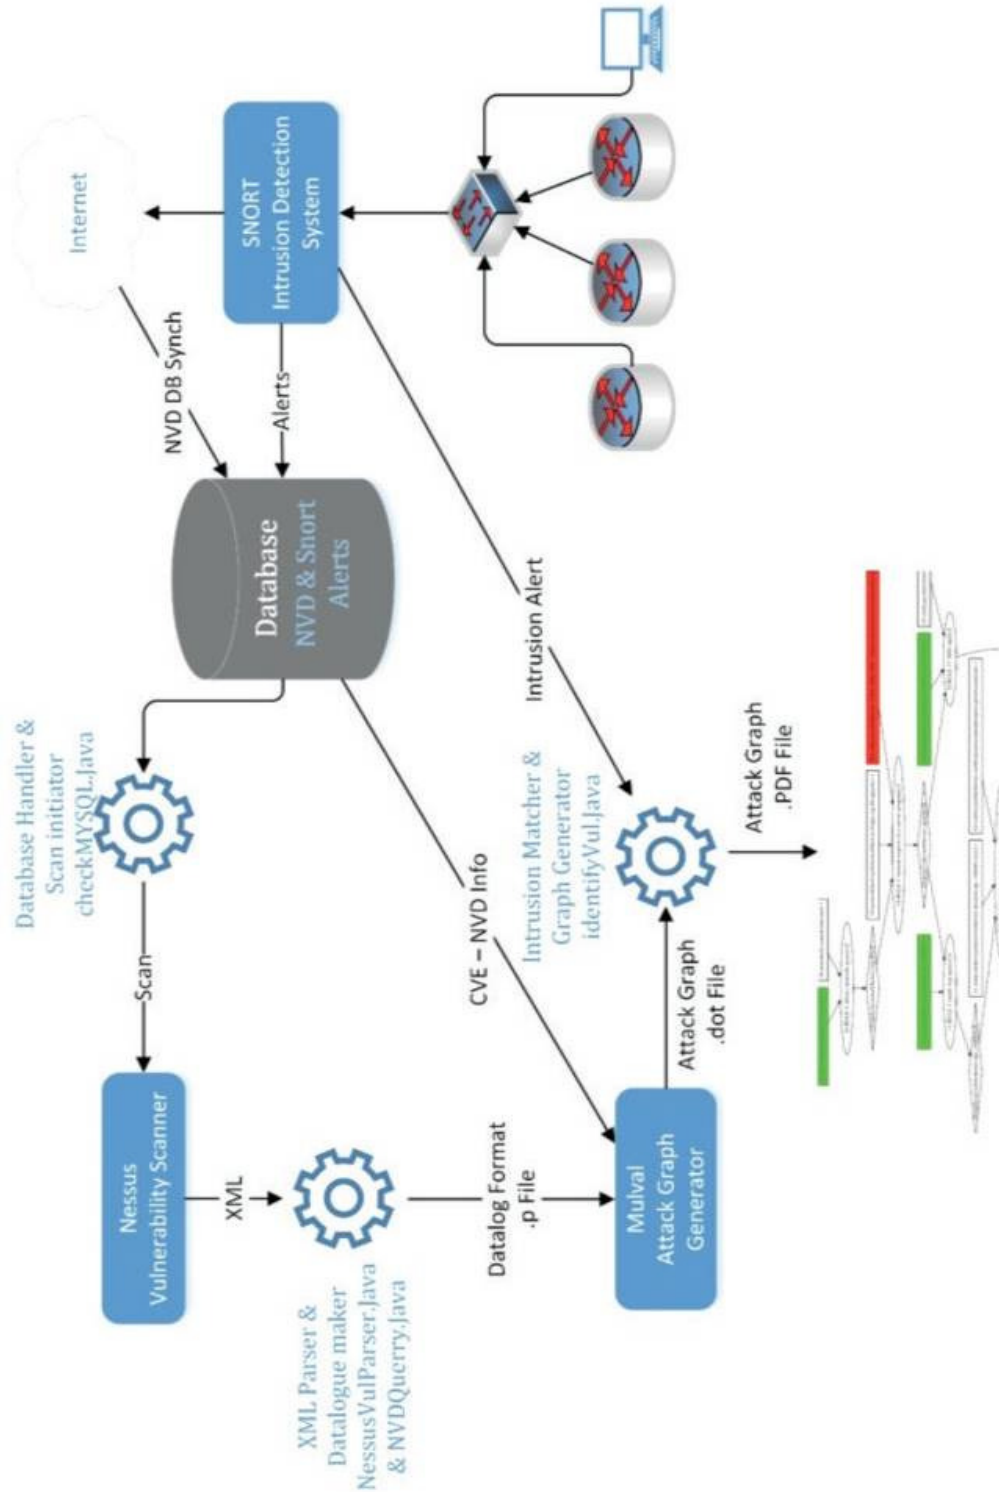 Database Handler &
Scan initiator
checkMYSQL.Java
Internet
NVD DB Synch
Nessus
Vulnerability Scanner
Scan
Database
NVD & Snort
Alerts
Alerts
SNORT
Intrusion Detection
System
XML
XML Parser &
Datalogue maker
NessusVulParser.Java
& NVDQuerry.Java
CVE – NVD Info
Intrusion Alert
Datalog Format
.p File
Intrusion Matcher &
Graph Generator
identifyVul.Java
Mulval
Attack Graph
Generator
Attack Graph
.dot File
Attack Graph
.PDF File